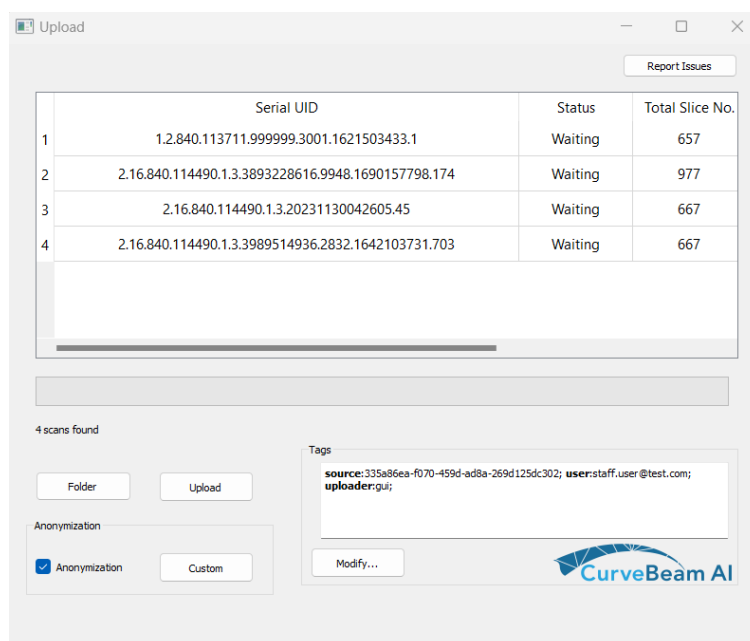 Upload
Report Issues
Serial UID Status Total Slice No.
1 1.2.840.113711.999999.3001.1621503433.1 Waiting 657
2 2.16.840.114490.1.3.3893228616.9948.1690157798.174 Waiting 977
3 2.16.840.114490.1.3.20231130042605.45 Waiting 667
4 2.16.840.114490.1.3.3989514936.2832.1642103731.703 Waiting 667
4 scans found
Folder Upload
Anonymization
Anonymization Custom
Tags
source:335a86ea-f070-459d-ad8a-269d125dc302; user:staff.user@test.com;
uploader:gui;
Modify...
CurveBeam AI